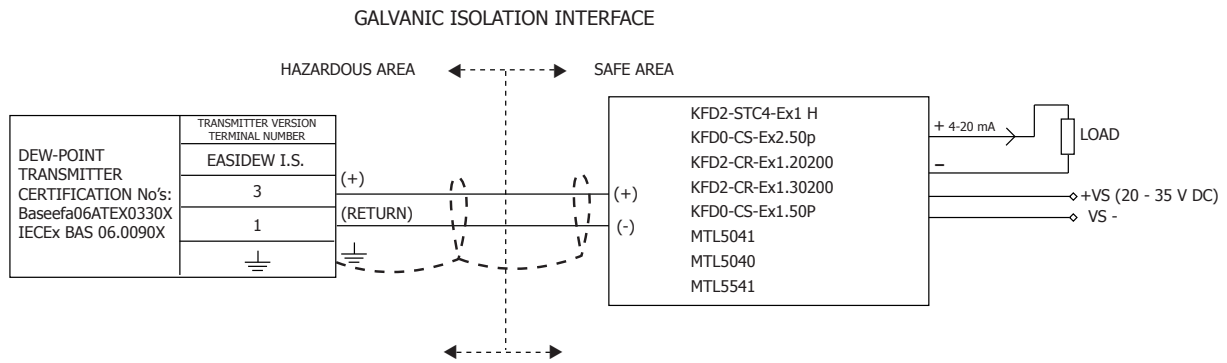 GALVANIC ISOLATION INTERFACE
HAZARDOUS AREA
SAFE AREA
TRANSMITTER VERSION
TERMINAL NUMBER
DEW-POINT
TRANSMITTER
CERTIFICATION No's:
Baseefa06ATEX0330X
IECEx BAS 06.0090X
EASIDEW I.S.
3
1
(+)
(RETURN)
(+)
(-)
KFD2-STC4-Ex1 H
KFD0-CS-Ex2.50p
KFD2-CR-Ex1.20200
KFD2-CR-Ex1.30200
KFD0-CS-Ex1.50P
MTL5041
MTL5040
MTL5541
+ 4-20 mA
–
LOAD
+VS (20 - 35 V DC)
VS -